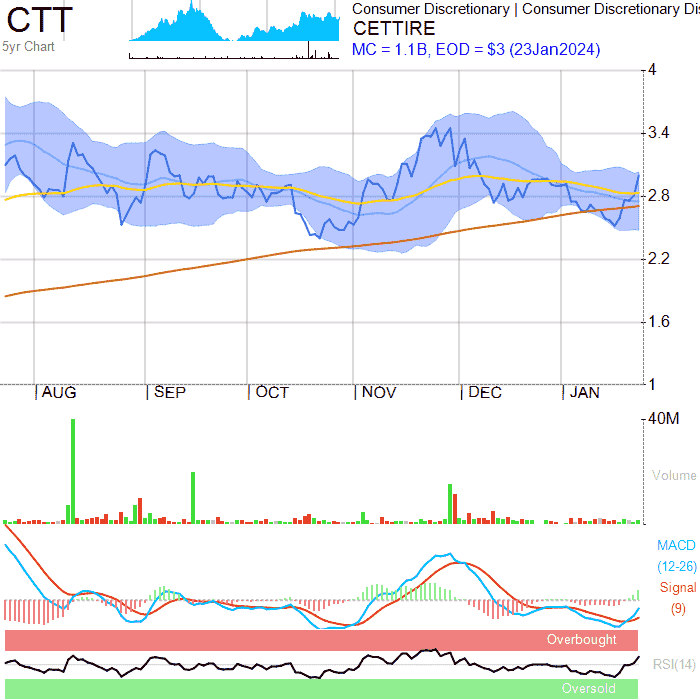 CTT
5yr Chart
Consumer Discretionary | Consumer Discretionary Dis
CETTIRE
MC = 1.1B, EOD = $3 (23Jan2024)
4
3.4
2.8
2.2
1.6
1
AUG SEP OCT NOV DEC JAN
40M
Volume
MACD
(12-26)
Signal
(9)
Overbought
RSI(14)
Oversold